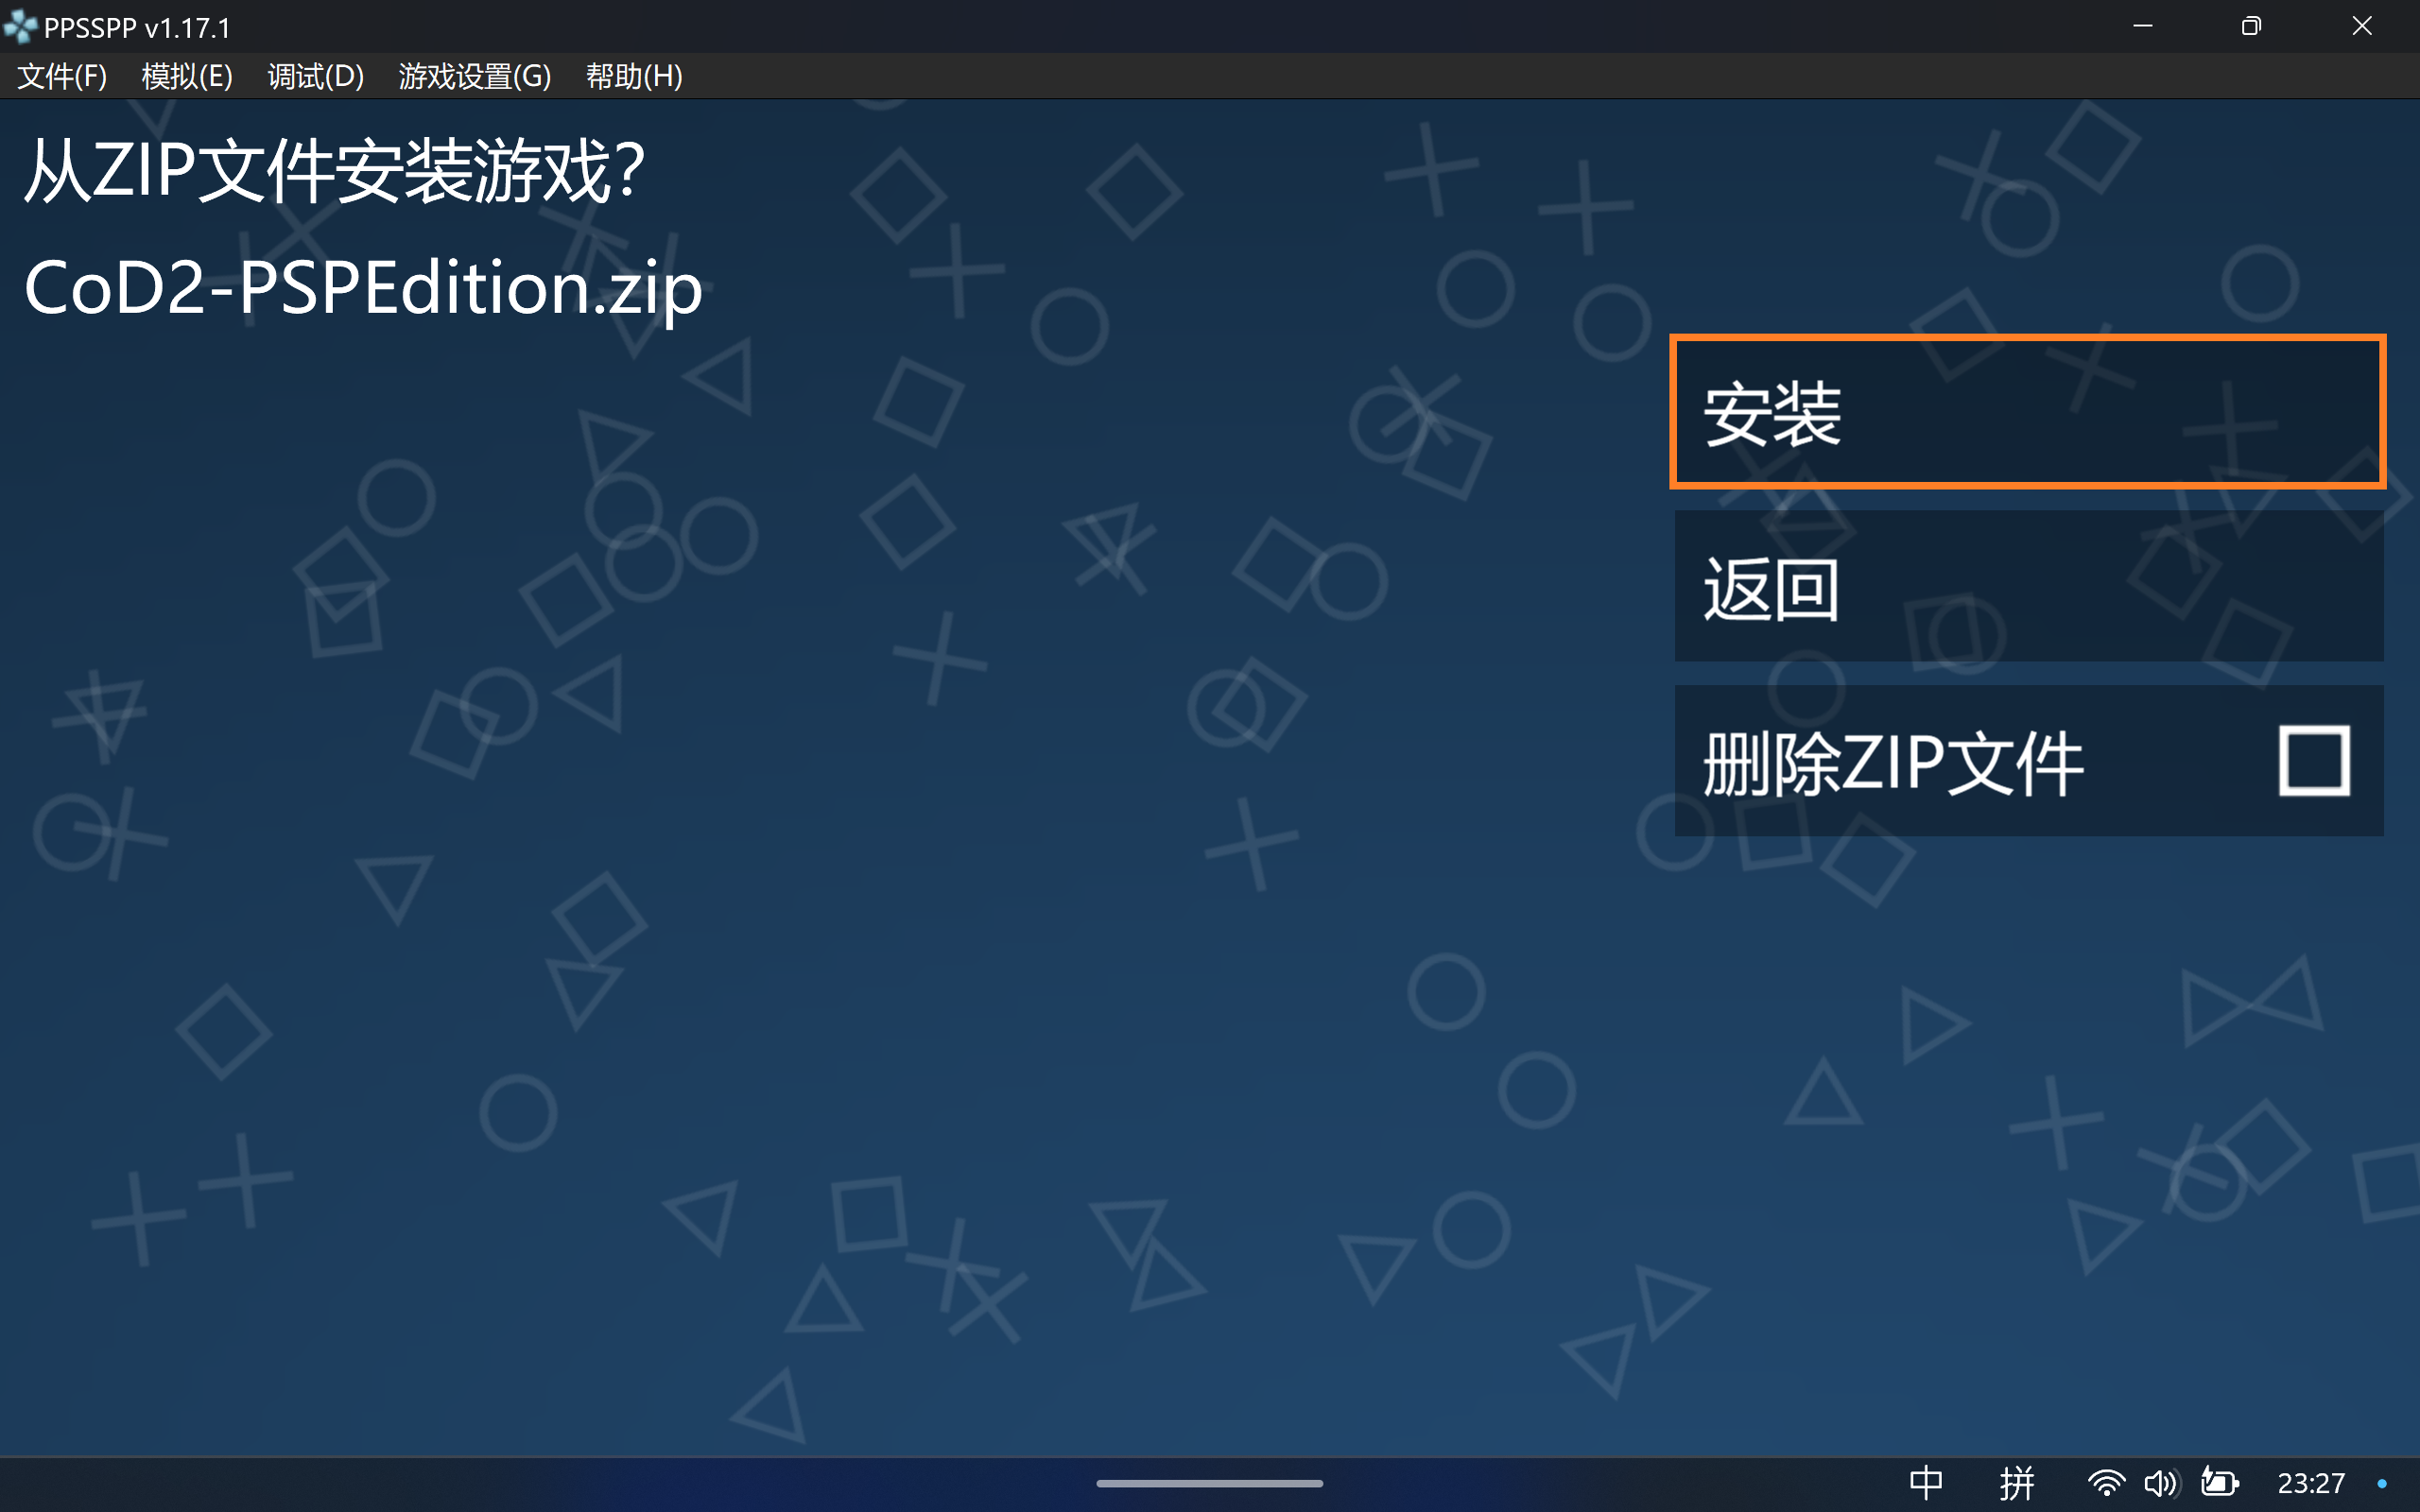 PPSSPP v1.17.1
文件(F) 模拟(E) 调试(D) 游戏设置(G) 帮助(H)
从ZIP文件安装游戏?
CoD2-PSPEdition.zip
安装
返回
删除ZIP文件
中 拼 23:27